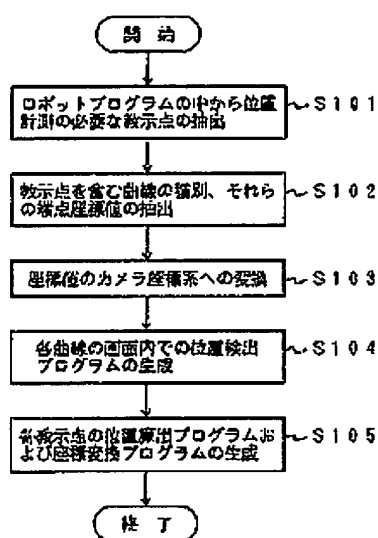 開 始
ロボットプログラムの中から位置
計測の必要な教示点の抽出
S101
教示点を含む曲線の種別、それら
の端点座標値の抽出
S102
座標値のカメラ座標系への変換
S103
各曲線の画面内での位置検出
プログラムの生成
S104
各教示点の位置算出プログラムお
よび座標変換プログラムの生成
S105
終 了